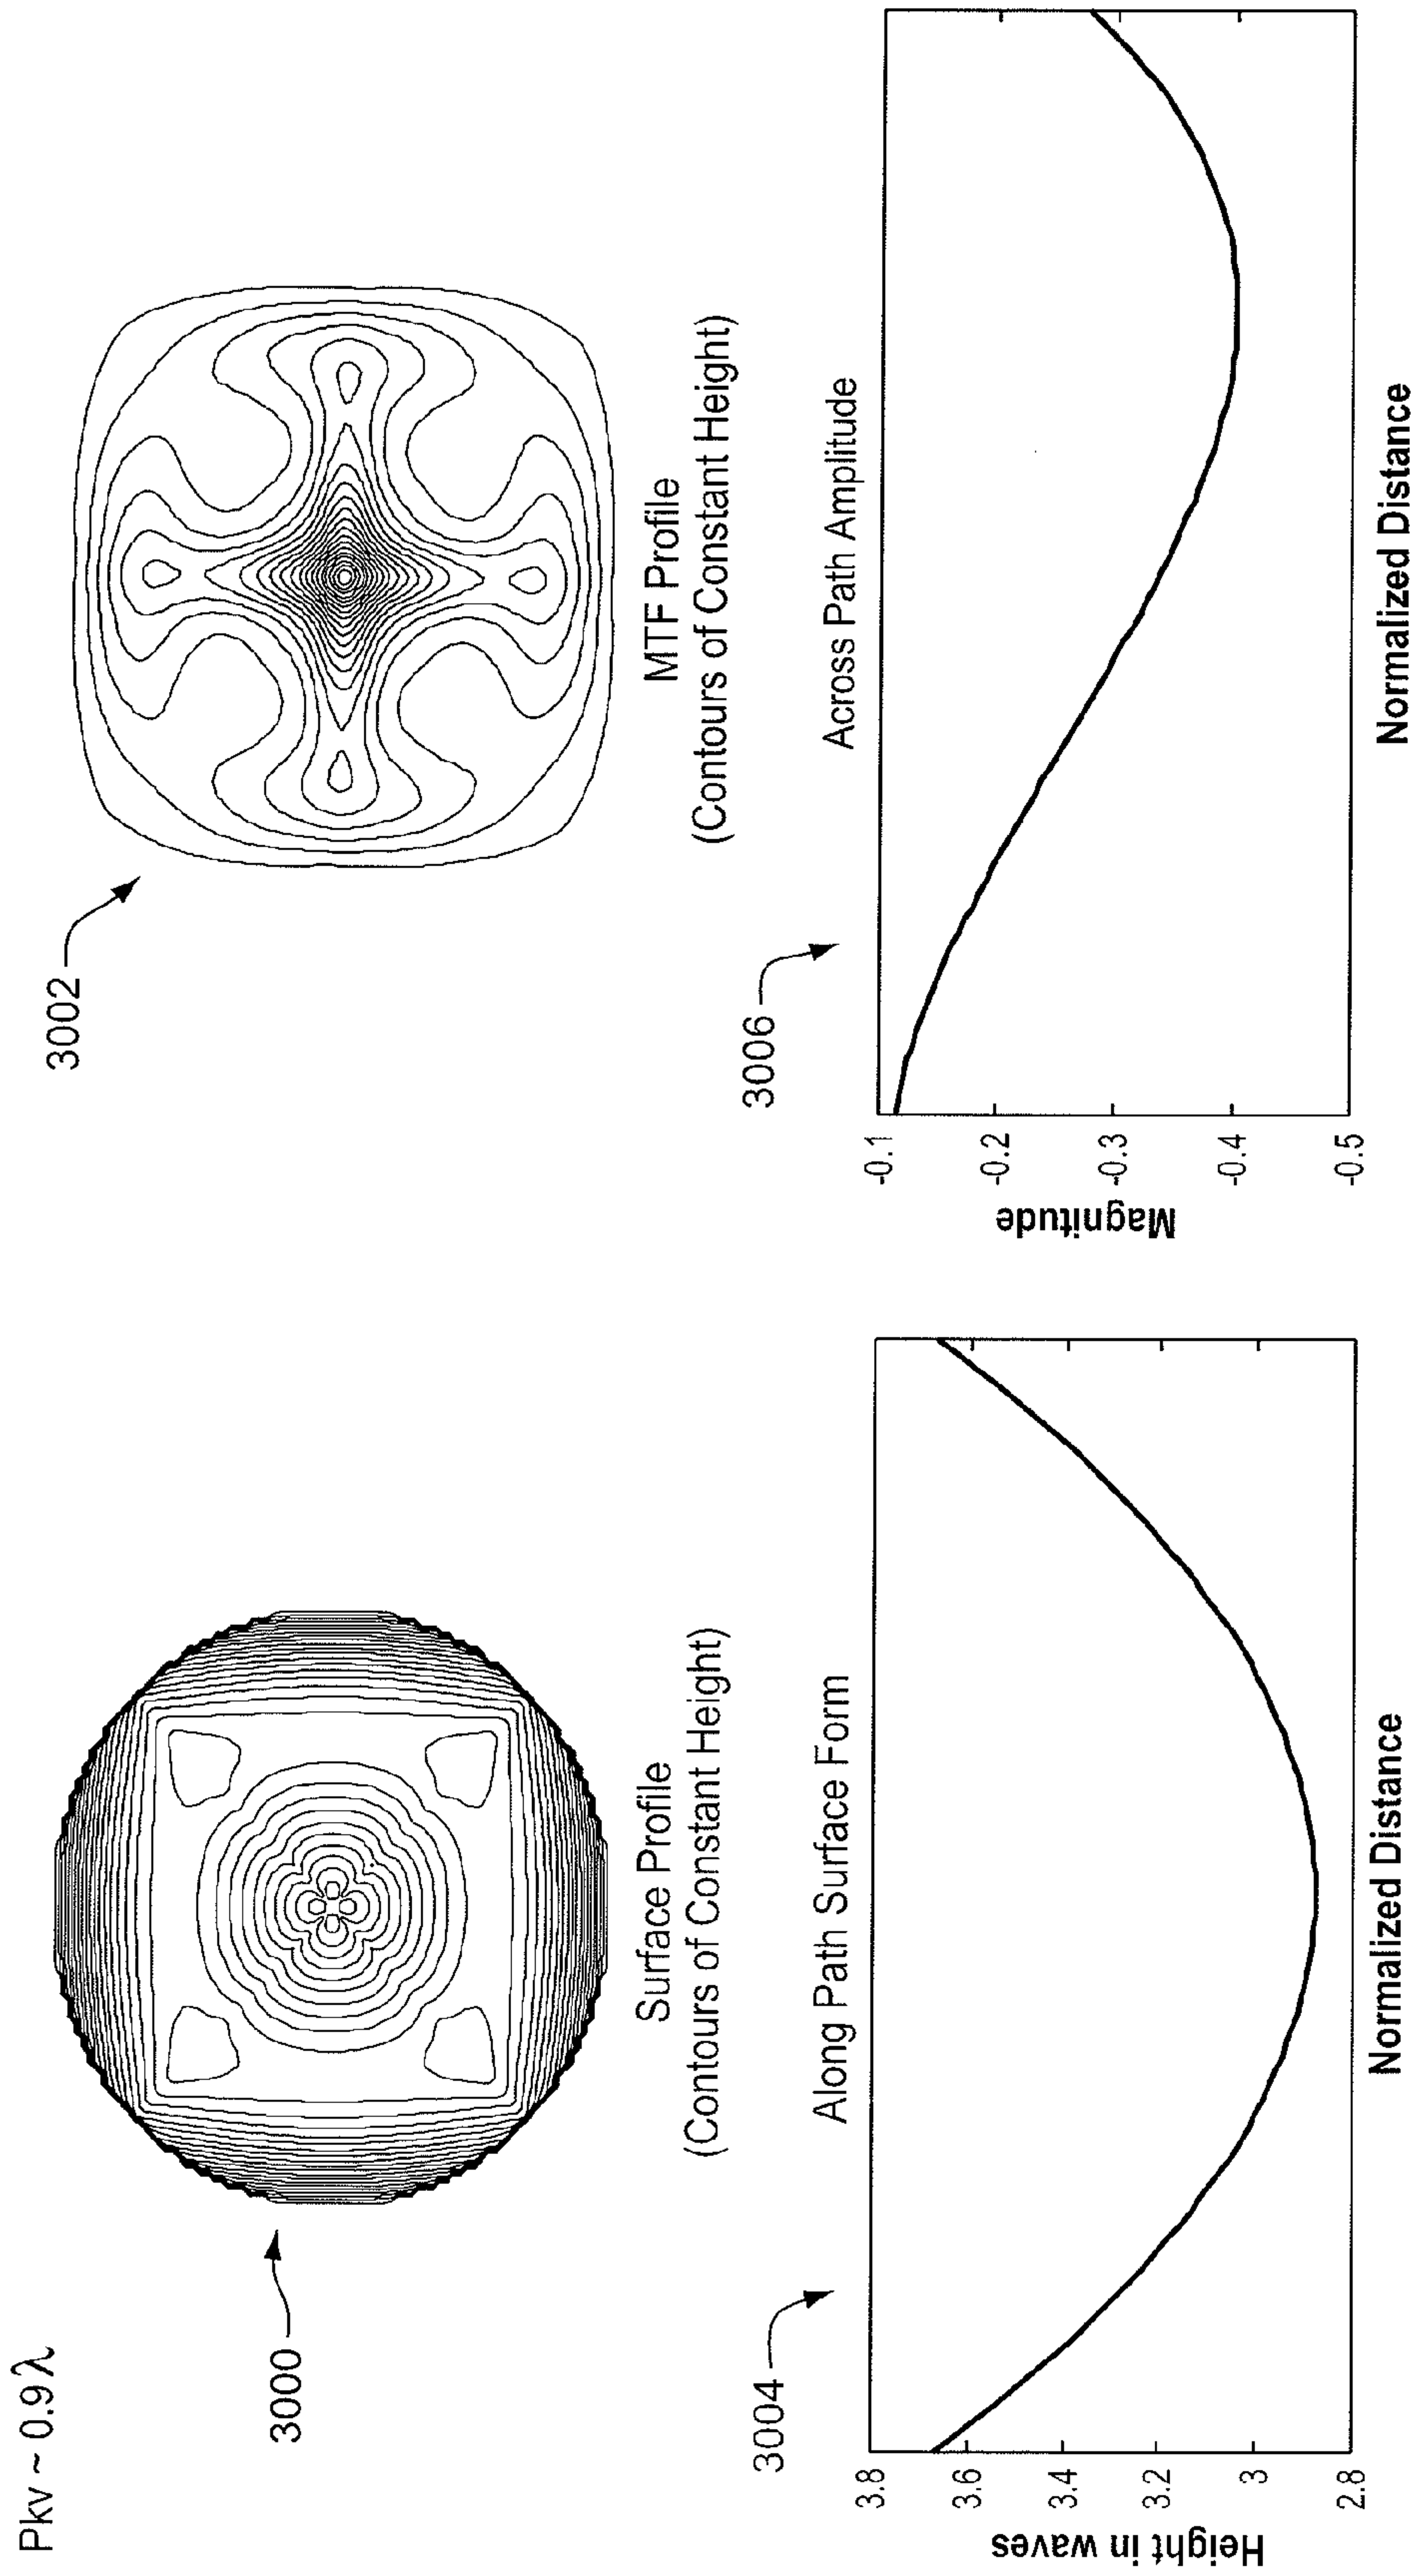 Pkv ~ 0.9λ
3000
Surface Profile
(Contours of Constant Height)
3002
MTF Profile
(Contours of Constant Height)
3004
Along Path Surface Form
Height in waves
3.8
3.6
3.4
3.2
3
2.8
Normalized Distance
3006
Across Path Amplitude
Magnitude
-0.1
-0.2
-0.3
-0.4
-0.5
Normalized Distance